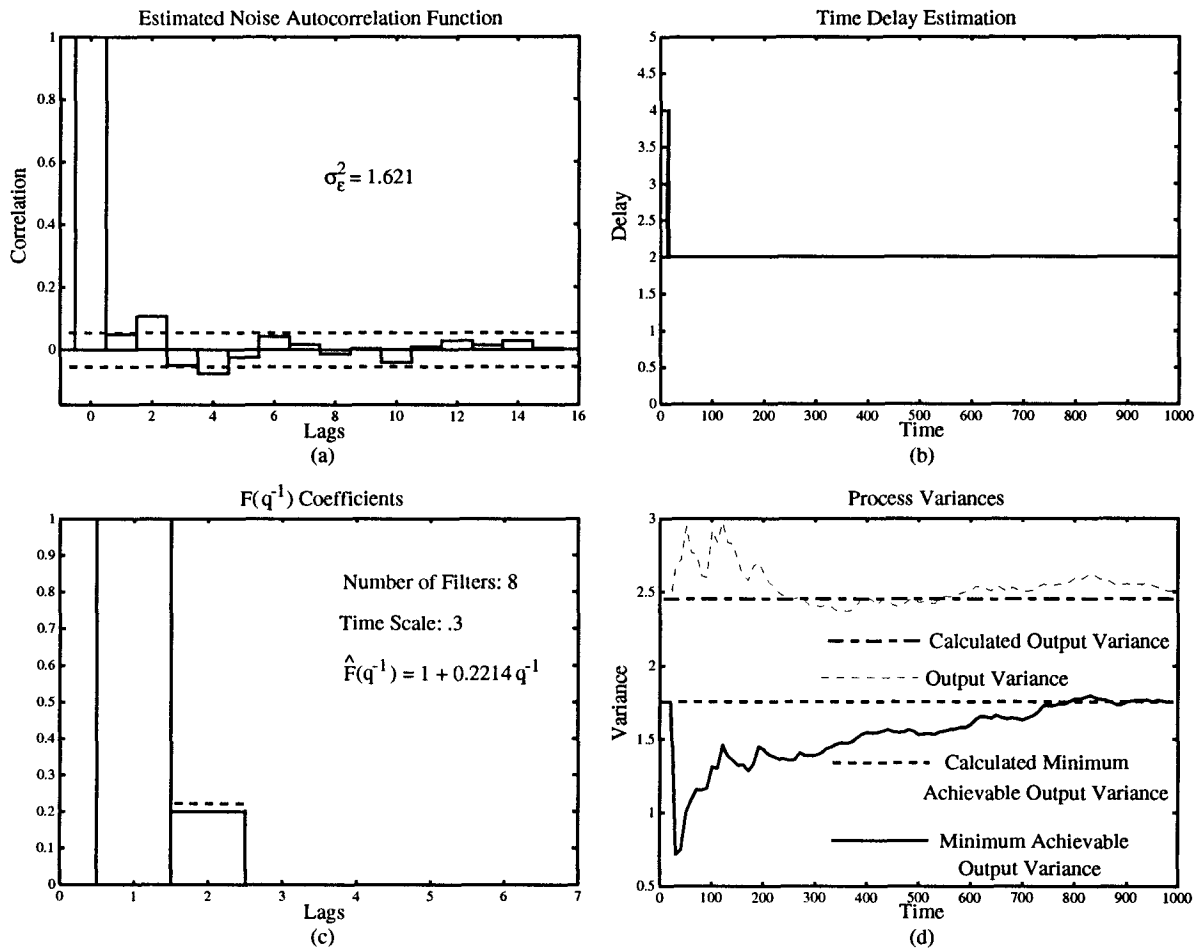 Estimated Noise Autocorrelation Function
1
0.8
0.6
0.4
0.2
0
Correlation
σ²ε = 1.621
0 2 4 6 8 10 12 14 16
Lags
(a)
Time Delay Estimation
5
4.5
4
3.5
3
2.5
2
1.5
1
0.5
0
Delay
0 100 200 300 400 500 600 700 800 900 1000
Time
(b)
F(q⁻¹) Coefficients
1
0.9
0.8
0.7
0.6
0.5
0.4
0.3
0.2
0.1
0
Number of Filters: 8
Time Scale: .3
F̂(q⁻¹) = 1 + 0.2214 q⁻¹
0 1 2 3 4 5 6 7
Lags
(c)
Process Variances
3
2.5
2
1.5
1
0.5
Variance
Calculated Output Variance
Output Variance
Calculated Minimum
Achievable Output Variance
Minimum Achievable
Output Variance
0 100 200 300 400 500 600 700 800 900 1000
Time
(d)